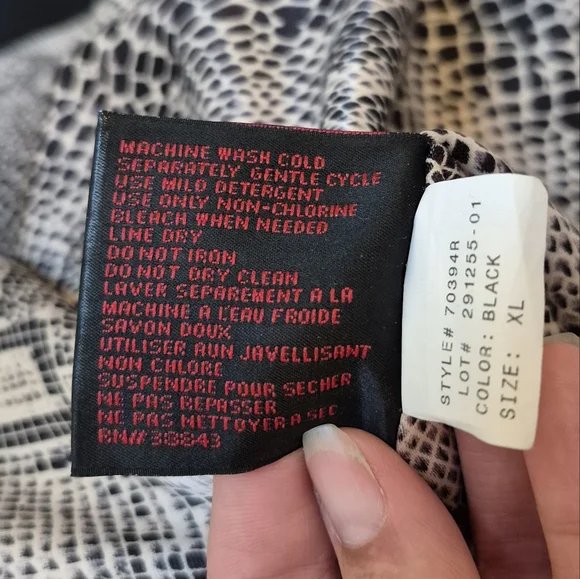 MACHINE WASH COLD
SEPARATELY GENTLE CYCLE
USE MILD DETERGENT
USE ONLY NON-CHLORINE
BLEACH WHEN NEEDED
LINE DRY
DO NOT IRON
DO NOT DRY CLEAN
LAVER SEPAREMENT A LA
MACHINE A L'EAU FROIDE
SAVON DOUX
UTILISER AUN JAVELLISANT
NON CHLORE
SUSPENDRE POUR SECHER
NE PAS REPASSER
NE PAS NETTOYER A SEC
RN# 38843
STYLE# 70394R
LOT# 291255-01
COLOR: BLACK
SIZE: XL